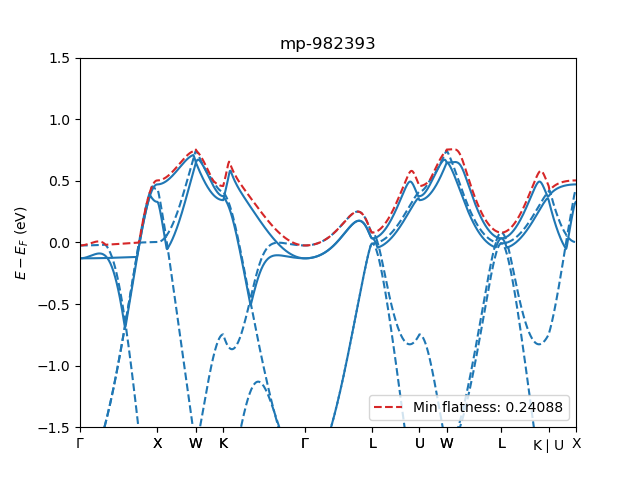 mp-982393
E − E_F (eV)
1.5
1.0
0.5
0.0
−0.5
−1.0
−1.5
Min flatness: 0.24088
Γ X W K Γ L U W L K | U X